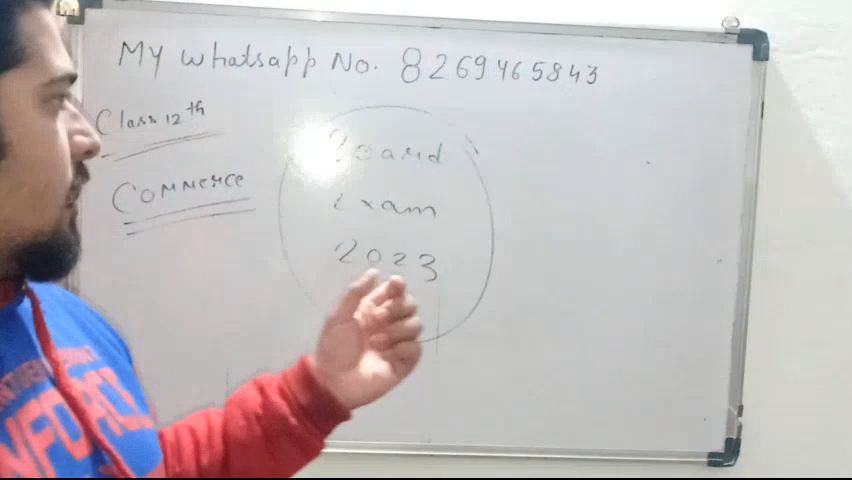 My Whatsapp No. 8269465843
Class 12th
Commerce
Board
Exam
2023